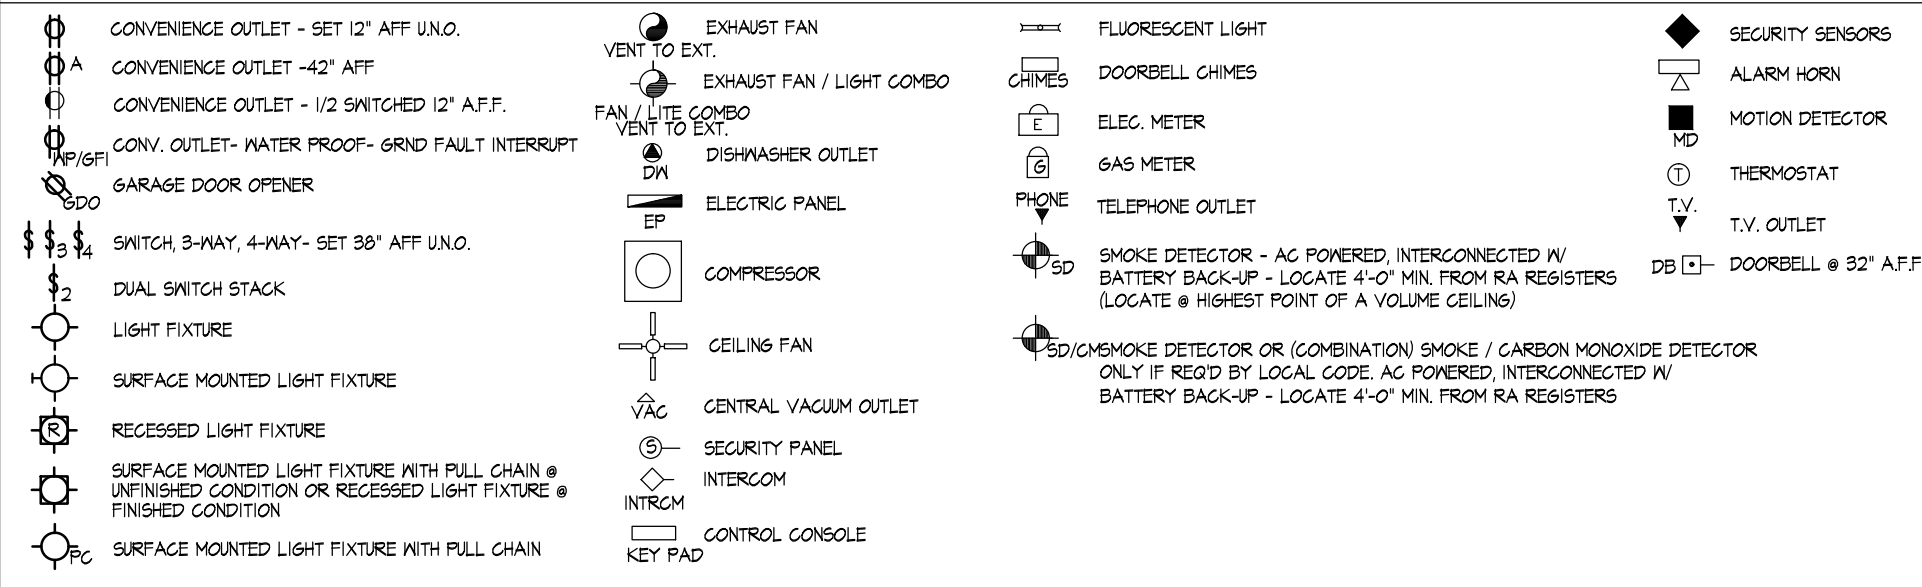 CONVENIENCE OUTLET - SET 12" AFF U.N.O.
A CONVENIENCE OUTLET -42" AFF
CONVENIENCE OUTLET - 1/2 SWITCHED 12" A.F.F.
CONV. OUTLET- WATER PROOF- GRND FAULT INTERRUPT
WP/GFI
GARAGE DOOR OPENER
GDO
$ $3 $4 SWITCH, 3-WAY, 4-WAY- SET 38" AFF U.N.O.
$2 DUAL SWITCH STACK
LIGHT FIXTURE
SURFACE MOUNTED LIGHT FIXTURE
R RECESSED LIGHT FIXTURE
SURFACE MOUNTED LIGHT FIXTURE WITH PULL CHAIN @
UNFINISHED CONDITION OR RECESSED LIGHT FIXTURE @
FINISHED CONDITION
PC SURFACE MOUNTED LIGHT FIXTURE WITH PULL CHAIN
EXHAUST FAN
VENT TO EXT.
EXHAUST FAN / LIGHT COMBO
FAN / LITE COMBO
VENT TO EXT.
DISHWASHER OUTLET
DW
ELECTRIC PANEL
EP
COMPRESSOR
CEILING FAN
VAC CENTRAL VACUUM OUTLET
S SECURITY PANEL
INTERCOM
INTRCM
CONTROL CONSOLE
KEY PAD
FLUORESCENT LIGHT
DOORBELL CHIMES
CHIMES
E ELEC. METER
G GAS METER
PHONE
TELEPHONE OUTLET
SMOKE DETECTOR - AC POWERED, INTERCONNECTED W/
SD
BATTERY BACK-UP - LOCATE 4'-0" MIN. FROM RA REGISTERS
(LOCATE @ HIGHEST POINT OF A VOLUME CEILING)
SD/CM SMOKE DETECTOR OR (COMBINATION) SMOKE / CARBON MONOXIDE DETECTOR
ONLY IF REQ'D BY LOCAL CODE. AC POWERED, INTERCONNECTED W/
BATTERY BACK-UP - LOCATE 4'-0" MIN. FROM RA REGISTERS
SECURITY SENSORS
ALARM HORN
MOTION DETECTOR
MD
T THERMOSTAT
T.V.
T.V. OUTLET
DB DOORBELL @ 32" A.F.F